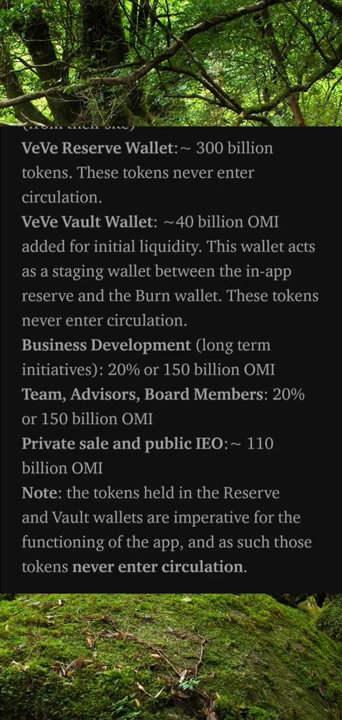 (from their site)
VeVe Reserve Wallet:~ 300 billion
tokens. These tokens never enter
circulation.
VeVe Vault Wallet: ~40 billion OMI
added for initial liquidity. This wallet acts
as a staging wallet between the in-app
reserve and the Burn wallet. These tokens
never enter circulation.
Business Development (long term
initiatives): 20% or 150 billion OMI
Team, Advisors, Board Members: 20%
or 150 billion OMI
Private sale and public IEO:~ 110
billion OMI
Note: the tokens held in the Reserve
and Vault wallets are imperative for the
functioning of the app, and as such those
tokens never enter circulation.